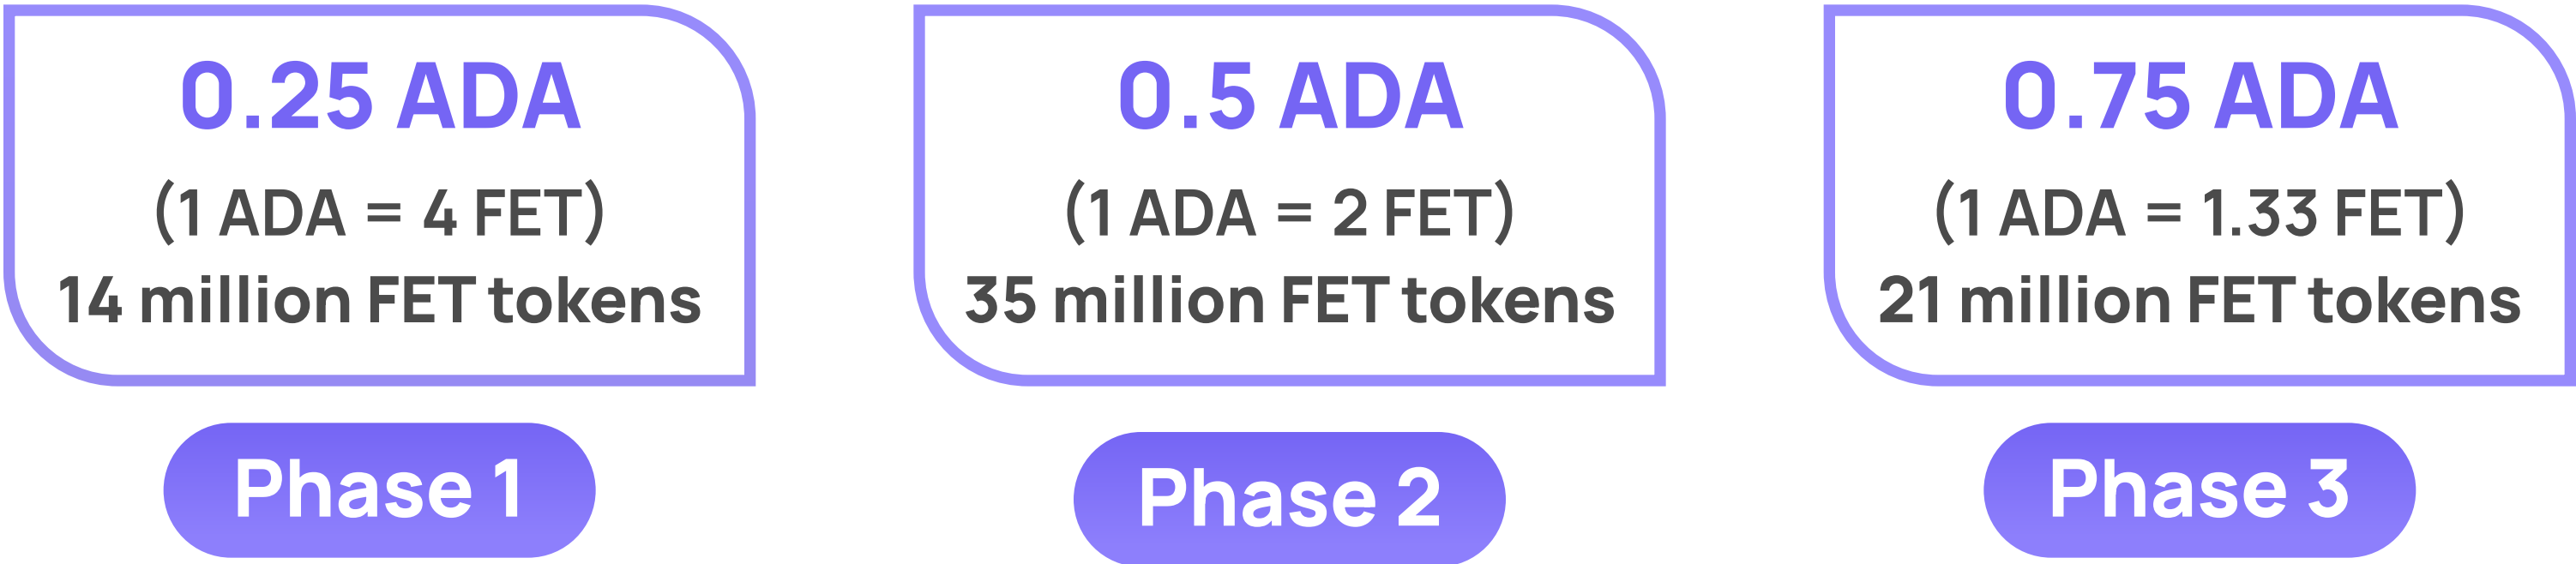 0.25 ADA
(1 ADA = 4 FET)
14 million FET tokens
Phase 1
0.5 ADA
(1 ADA = 2 FET)
35 million FET tokens
Phase 2
0.75 ADA
(1 ADA = 1.33 FET)
21 million FET tokens
Phase 3